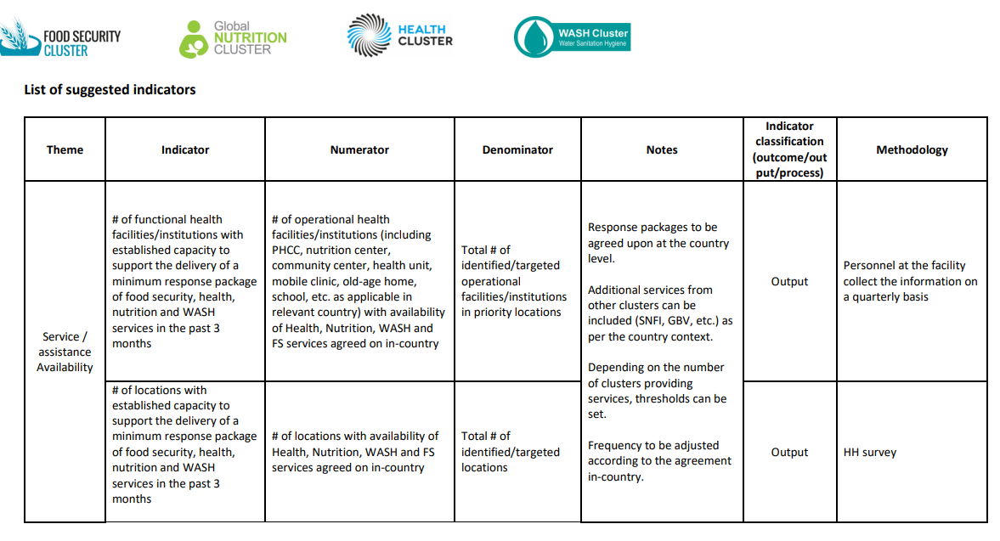 FOOD SECURITY
CLUSTER
Global
NUTRITION
CLUSTER
HEALTH
CLUSTER
WASH Cluster
Water Sanitation Hygiene
List of suggested indicators
Theme
Indicator
Numerator
Denominator
Notes
Indicator
classification
(outcome/out
put/process)
Methodology
Service /
assistance
Availability
# of functional health
facilities/institutions with
established capacity to
support the delivery of a
minimum response package
of food security, health,
nutrition and WASH
services in the past 3
months
# of operational health
facilities/institutions (including
PHCC, nutrition center,
community center, health unit,
mobile clinic, old-age home,
school, etc. as applicable in
relevant country) with availability
of Health, Nutrition, WASH and
FS services agreed on in-country
Total # of
identified/targeted
operational
facilities/institutions
in priority locations
Response packages to be
agreed upon at the country
level.
Additional services from
other clusters can be
included (SNFI, GBV, etc.) as
per the country context.
Depending on the number
of clusters providing
services, thresholds can be
set.
Frequency to be adjusted
according to the agreement
in-country.
Output
Personnel at the facility
collect the information on
a quarterly basis
# of locations with
established capacity to
support the delivery of a
minimum response package
of food security, health,
nutrition and WASH
services in the past 3
months
# of locations with availability of
Health, Nutrition, WASH and FS
services agreed on in-country
Total # of
identified/targeted
locations
Output
HH survey